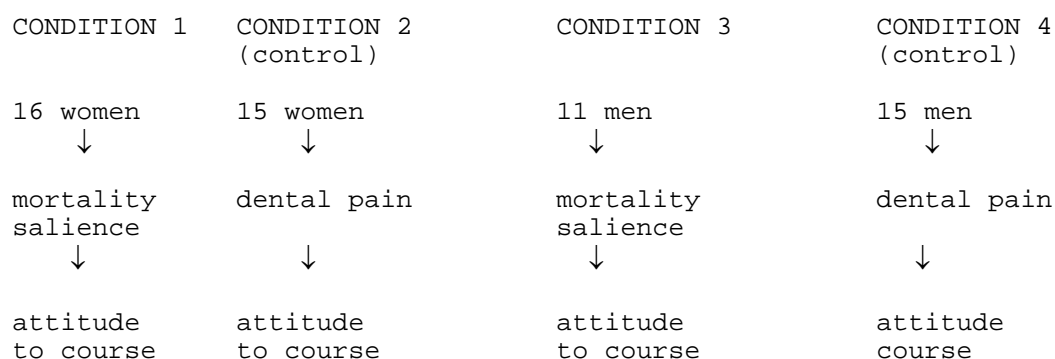 CONDITION 1 CONDITION 2 CONDITION 3 CONDITION 4
(control) (control)
16 women 15 women 11 men 15 men
↓ ↓ ↓ ↓
mortality dental pain mortality dental pain
salience salience
↓ ↓ ↓ ↓
attitude attitude attitude attitude
to course to course to course course